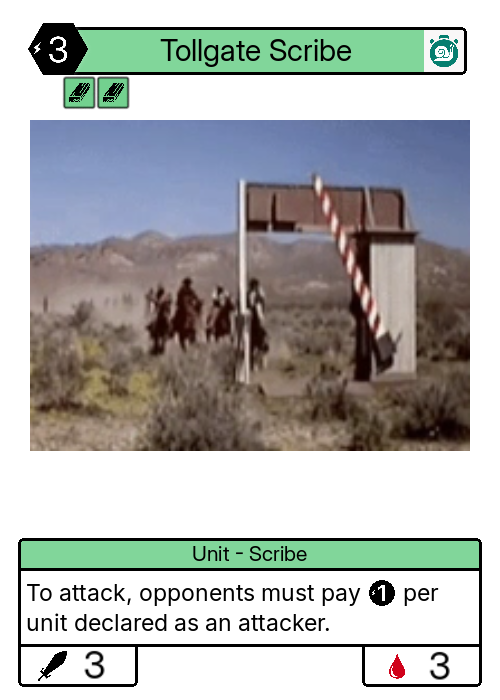 3 Tollgate Scribe
Unit - Scribe
To attack, opponents must pay 1 per
unit declared as an attacker.
3 3